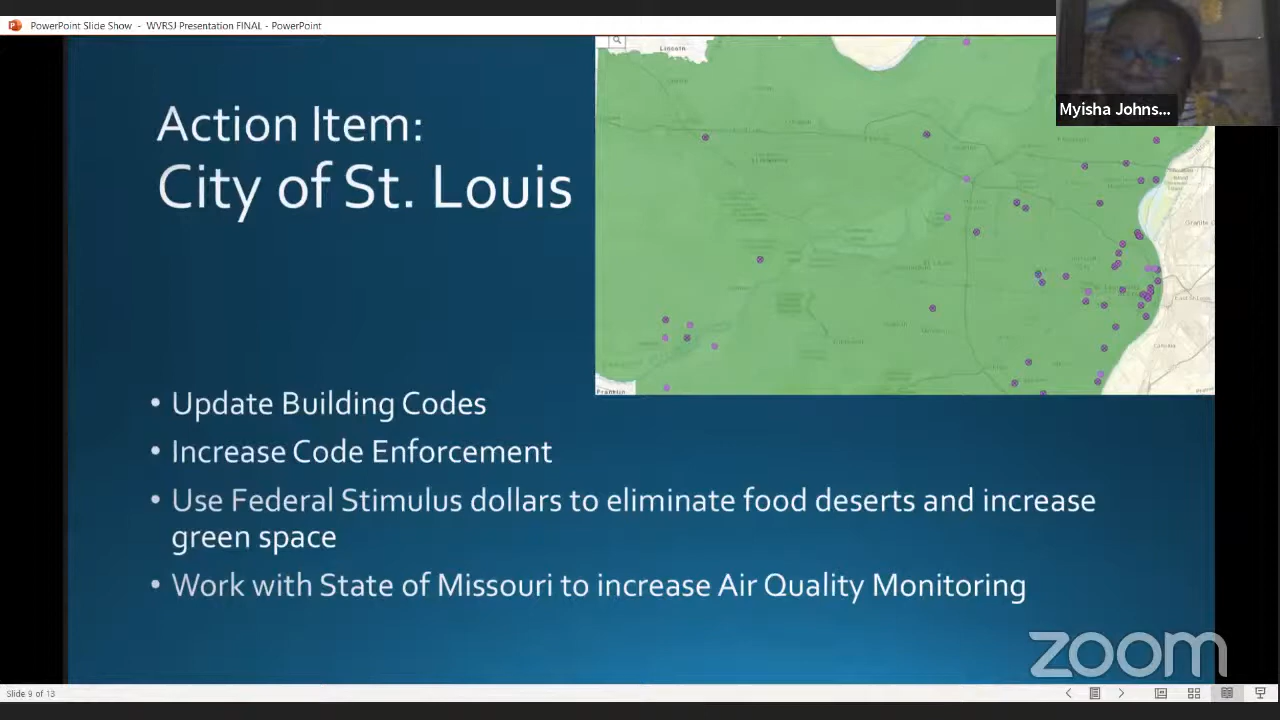 PowerPoint Slide Show - WVRSJ Presentation FINAL - PowerPoint
Myisha Johns...
Action Item:
City of St. Louis
Lincoln
Franklin
• Update Building Codes
• Increase Code Enforcement
• Use Federal Stimulus dollars to eliminate food deserts and increase
green space
• Work with State of Missouri to increase Air Quality Monitoring
zoom
Slide 9 of 13